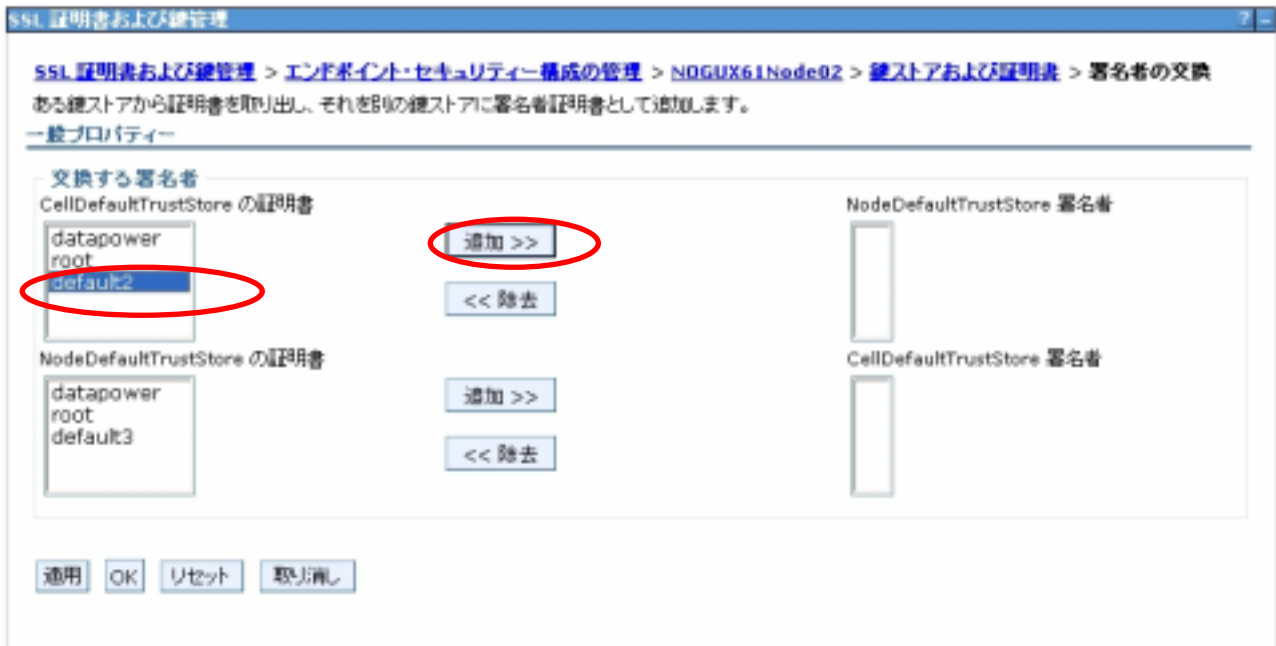 SSL 証明書および鍵管理 ? -
SSL 証明書および鍵管理 > エンドポイント・セキュリティー構成の管理 > NOGUX61Node02 > 鍵ストアおよび証明書 > 署名者の交換
ある鍵ストアから証明書を取り出し、それを別の鍵ストアに署名者証明書として追加します。
一般プロパティー
交換する署名者
CellDefaultTrustStore の証明書
NodeDefaultTrustStore 署名者
datapower
root
default2
追加 >>
<< 除去
NodeDefaultTrustStore の証明書
CellDefaultTrustStore 署名者
datapower
root
default3
追加 >>
<< 除去
適用 OK リセット 取り消し